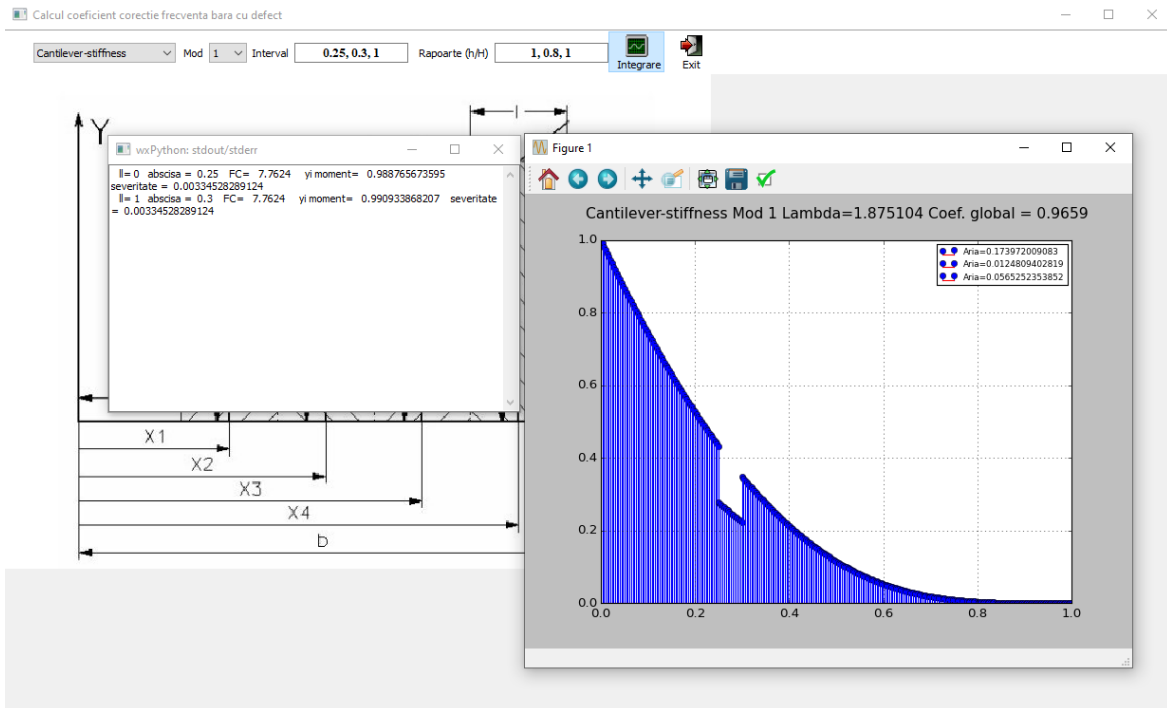 Calcul coeficient corectie frecventa bara cu defect
Cantilever-stiffness Mod 1 Interval 0.25, 0.3, 1 Rapoarte (h/H) 1, 0.8, 1 Integrare Exit
Y
l
wxPython: stdout/stderr
ll= 0 abscisa = 0.25 FC= 7.7624 yi moment= 0.988765673595
severitate = 0.00334528289124
ll= 1 abscisa = 0.3 FC= 7.7624 yi moment= 0.990933868207 severitate
= 0.00334528289124
X1
X2
X3
X4
b
Figure 1
Cantilever-stiffness Mod 1 Lambda=1.875104 Coef. global = 0.9659
Aria=0.173972009083
Aria=0.0124809402819
Aria=0.0565252353852
1.0
0.8
0.6
0.4
0.2
0.0
0.0 0.2 0.4 0.6 0.8 1.0